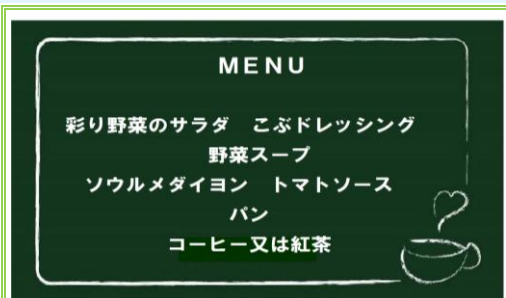 MENU
彩り野菜のサラダ こぶドレッシング
野菜スープ
ソウルメダイヨン トマトソース
パン
コーヒー又は紅茶